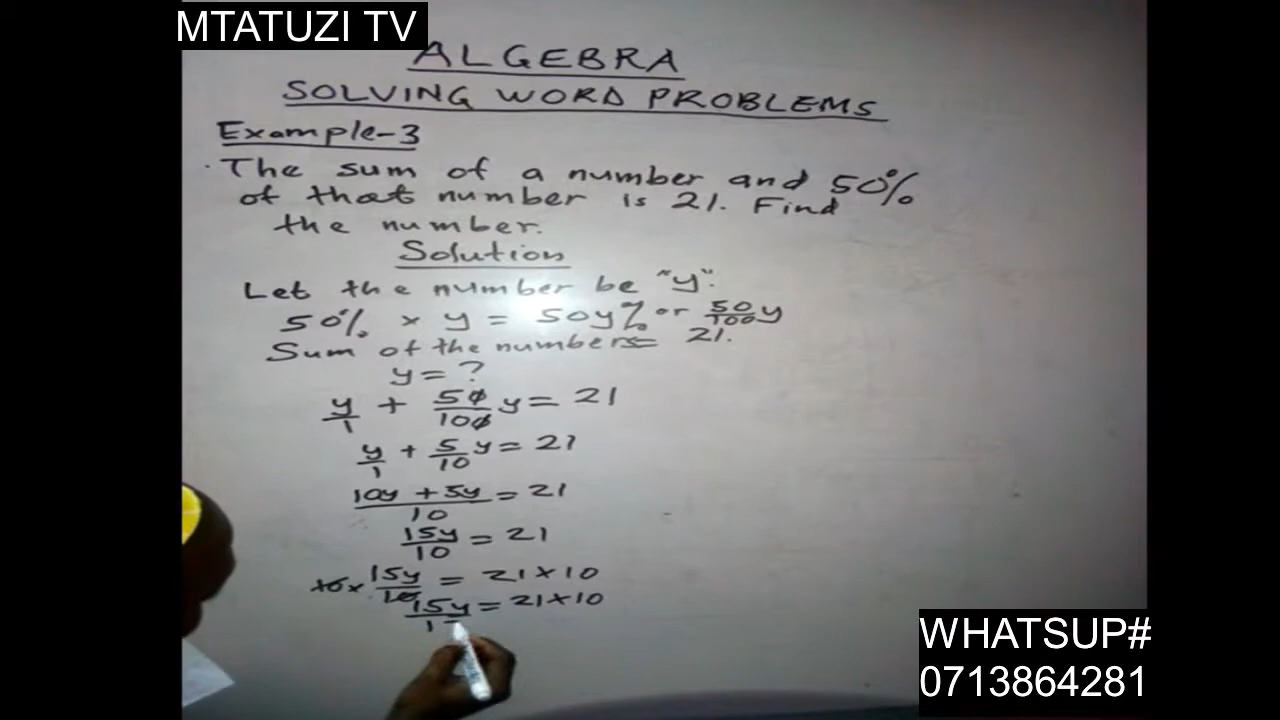 MTATUZI TV
ALGEBRA
SOLVING WORD PROBLEMS
Example-3
The sum of a number and 50%
of that number is 21. Find
the number.
Solution
Let the number be "y".
50% × y = 50y% or 50/100 y
Sum of the numbers = 21.
y = ?
y/1 + 50/100 y = 21
y/1 + 5/10 y = 21
10y + 5y/10 = 21
15y/10 = 21
10 × 15y/10 = 21 × 10
15y/15 = 21 × 10
WHATSUP#
0713864281